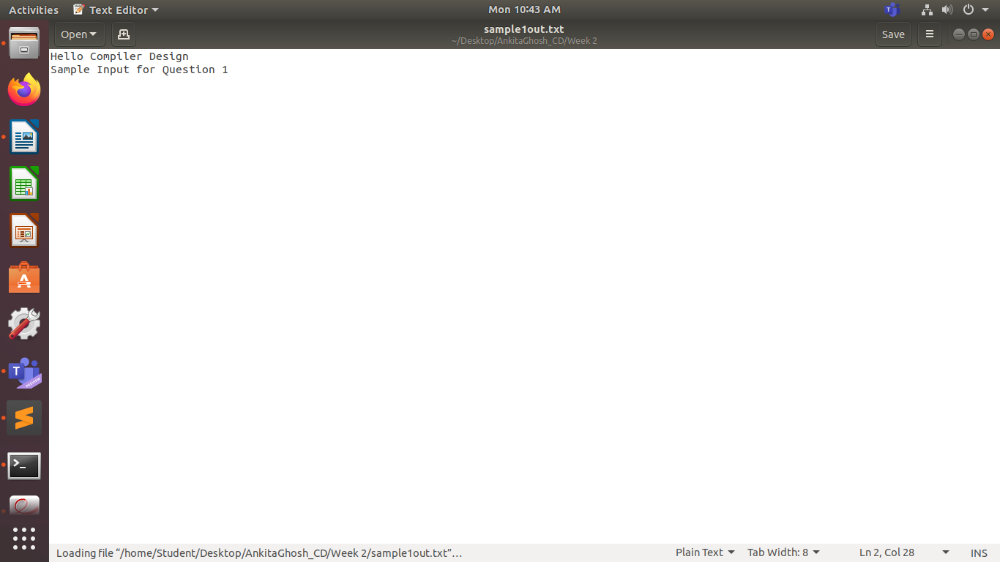 Activities Text Editor Mon 10:43 AM
Open sample1out.txt Save
~/Desktop/AnkitaGhosh_CD/Week 2
Hello Compiler Design
Sample Input for Question 1
T
A
T
PREVIEW
>_
Loading file “/home/Student/Desktop/AnkitaGhosh_CD/Week 2/sample1out.txt”… Plain Text Tab Width: 8 Ln 2, Col 28 INS